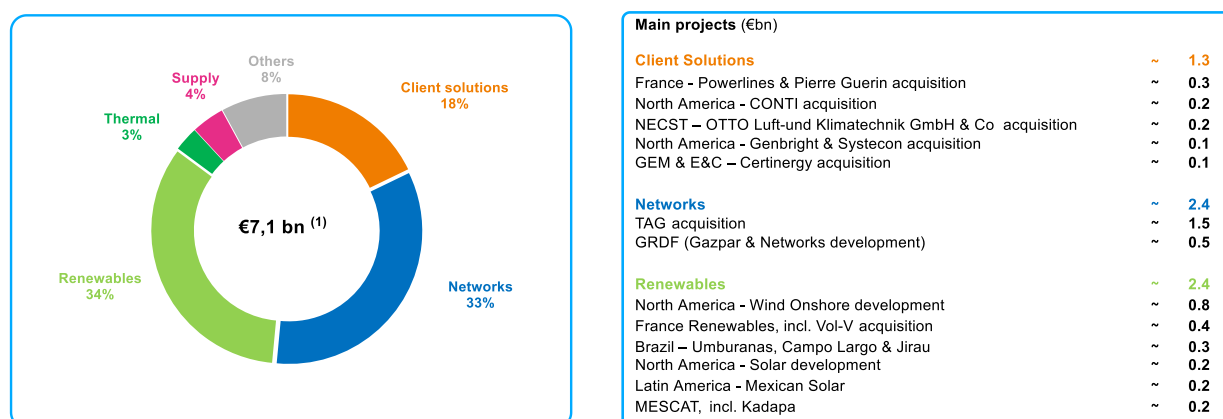 Others
8%
Supply
4%
Client solutions
18%
Thermal
3%
€7,1 bn (1)
Renewables
34%
Networks
33%
Main projects (€bn)
Client Solutions ~ 1.3
France - Powerlines & Pierre Guerin acquisition ~ 0.3
North America - CONTI acquisition ~ 0.2
NECST – OTTO Luft-und Klimatechnik GmbH & Co acquisition ~ 0.2
North America - Genbright & Systecon acquisition ~ 0.1
GEM & E&C – Certinergy acquisition ~ 0.1
Networks ~ 2.4
TAG acquisition ~ 1.5
GRDF (Gazpar & Networks development) ~ 0.5
Renewables ~ 2.4
North America - Wind Onshore development ~ 0.8
France Renewables, incl. Vol-V acquisition ~ 0.4
Brazil – Umburanas, Campo Largo & Jirau ~ 0.3
North America - Solar development ~ 0.2
Latin America - Mexican Solar ~ 0.2
MESCAT, incl. Kadapa ~ 0.2